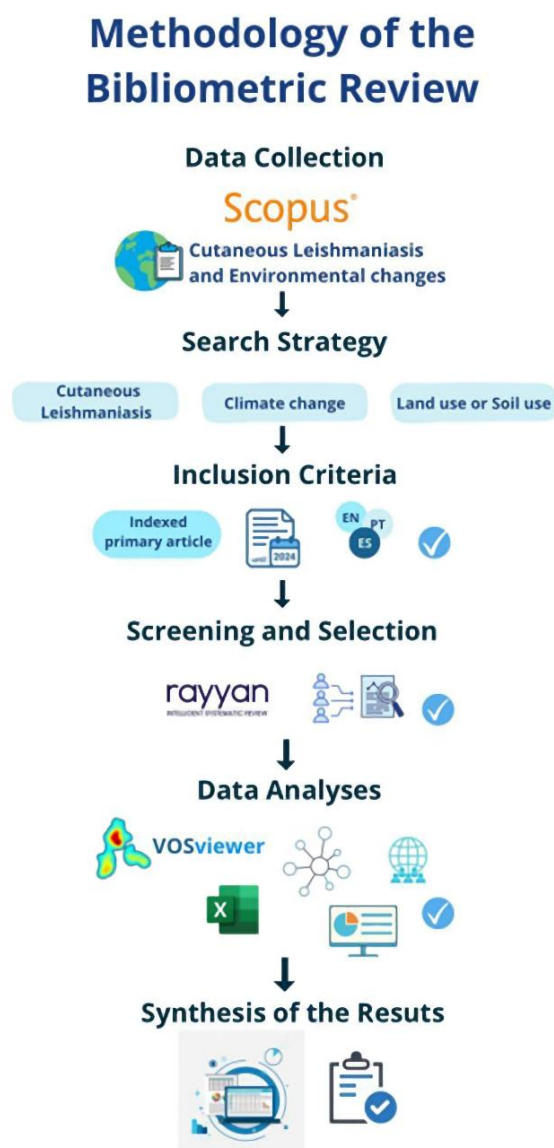 Methodology of the
Bibliometric Review
Data Collection
Scopus®
Cutaneous Leishmaniasis
and Environmental changes
Search Strategy
Cutaneous
Leishmaniasis
Climate change
Land use or Soil use
Inclusion Criteria
Indexed
primary article
until
2024
EN
PT
ES
Screening and Selection
rayyan
INTELLIGENT SYSTEMATIC REVIEW
Data Analyses
VOSviewer
X
Synthesis of the Resuts